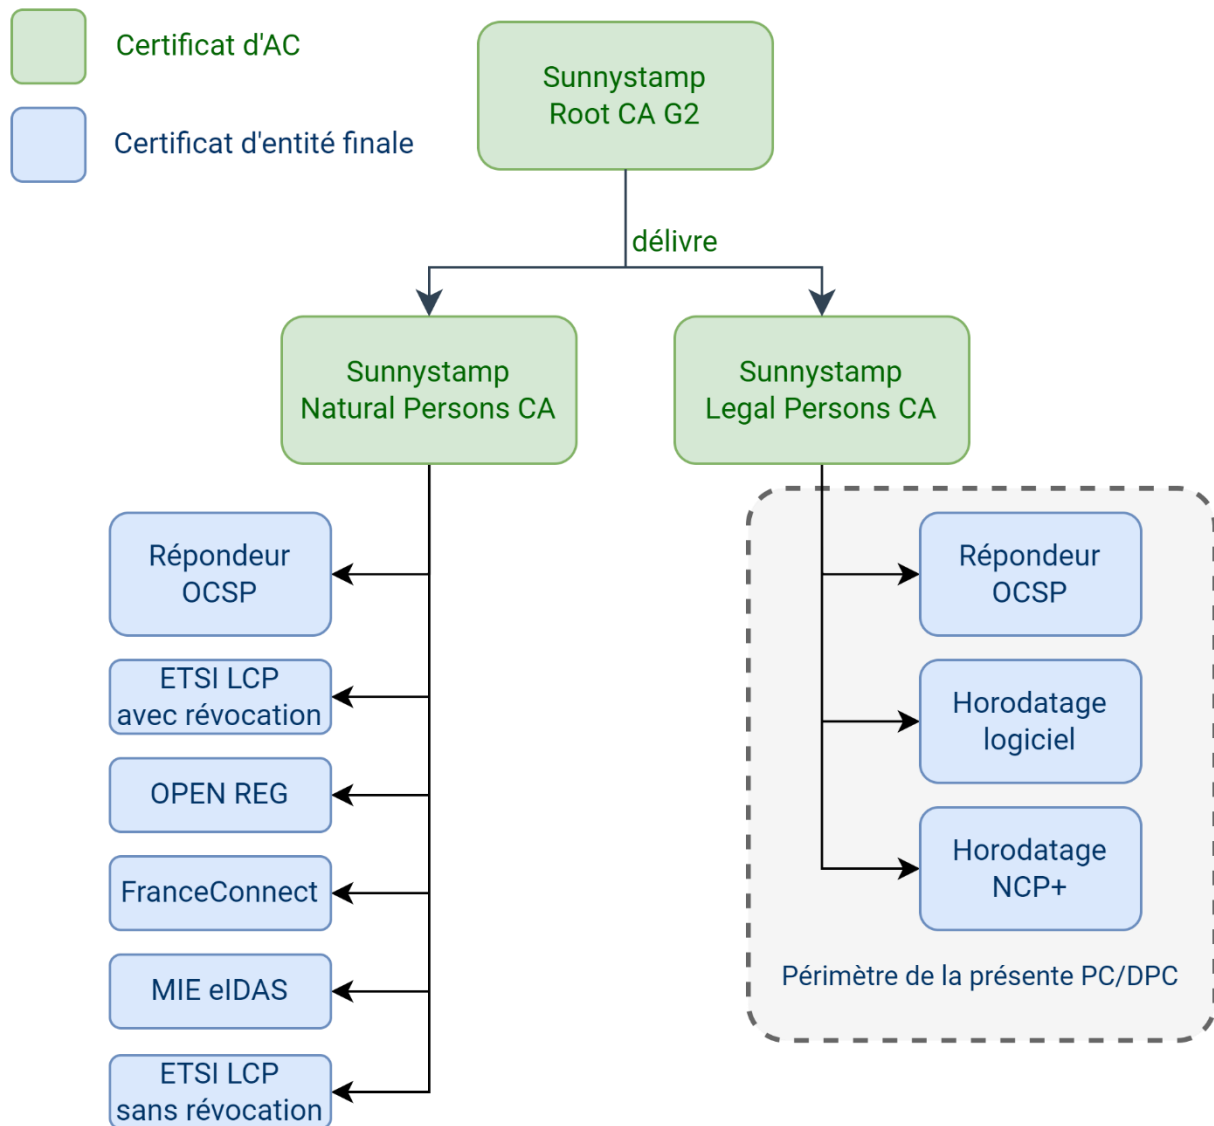 Certificat d'AC
Certificat d'entité finale
Sunnystamp
Root CA G2
délivre
Sunnystamp
Natural Persons CA
Sunnystamp
Legal Persons CA
Répondeur
OCSP
ETSI LCP
avec révocation
OPEN REG
FranceConnect
MIE eIDAS
ETSI LCP
sans révocation
Répondeur
OCSP
Horodatage
logiciel
Horodatage
NCP+
Périmètre de la présente PC/DPC